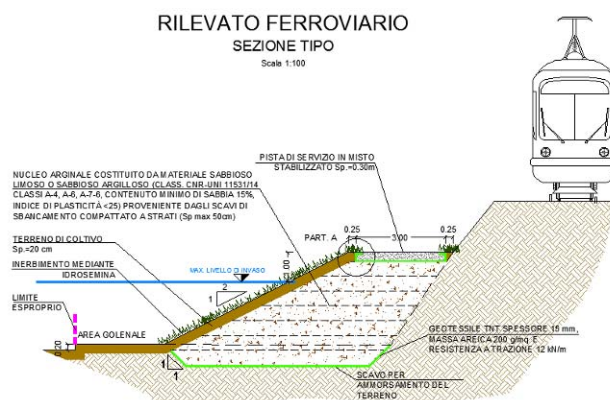 RILEVATO FERROVIARIO
SEZIONE TIPO
Scala 1:100
NUCLEO ARGINALE COSTITUITO DA MATERIALE SABBIOSO
LIMOSO O SABBIOSO ARGILLOSO (CLASS. CNR-UNI 11531/14
CLASSI A-4, A-6, A-7-6, CONTENUTO MINIMO DI SABBIA 15%,
INDICE DI PLASTICITÀ <25) PROVENIENTE DAGLI SCAVI DI
SBANCAMENTO COMPATTATO A STRATI (Sp max 50cm)
PISTA DI SERVIZIO IN MISTO
STABILIZZATO Sp.=0.30m
TERRENO DI COLTIVO
Sp.=20 cm
PART. A
0.25
3.00
0.25
INERBIMENTO MEDIANTE
IDROSEMINA
MAX. LIVELLO DI INVASO
1.00
2
1
LIMITE
ESPROPRIO
AREA GOLENALE
0.20
1
1
GEOTESSILE TNT SPESSORE 15 mm,
MASSA AREICA 200 g/mq E
RESISTENZA A TRAZIONE 12 kN/m
SCAVO PER
AMMORSAMENTO DEL
TERRENO